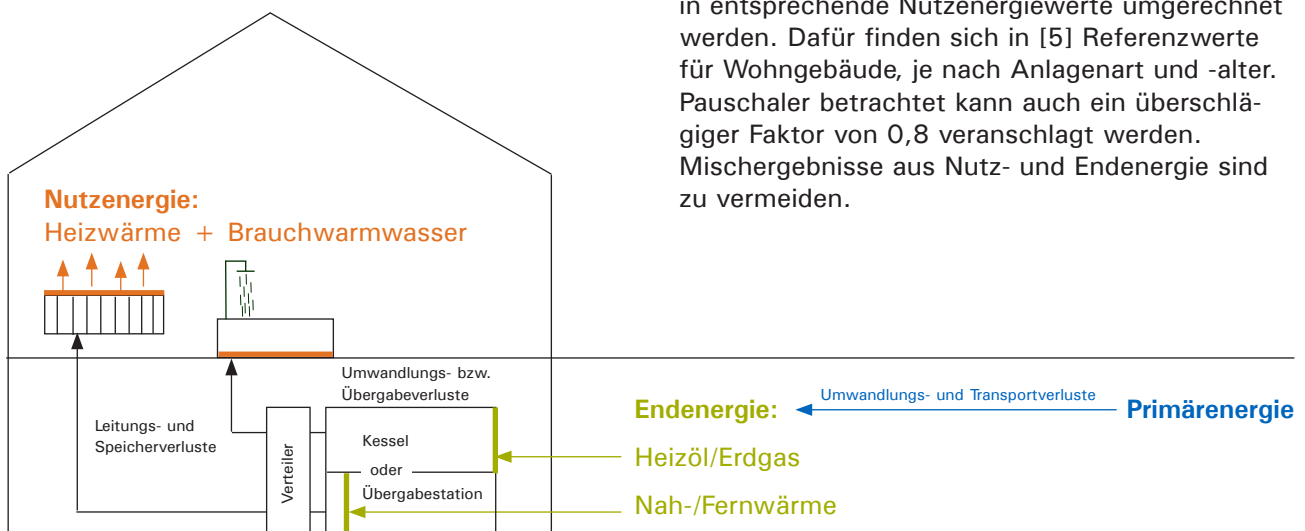 in entsprechende Nutzenergiewerte umgerechnet
werden. Dafür finden sich in [5] Referenzwerte
für Wohngebäude, je nach Anlagenart und -alter.
Pauschaler betrachtet kann auch ein überschlä-
giger Faktor von 0,8 veranschlagt werden.
Mischergebnisse aus Nutz- und Endenergie sind
zu vermeiden.
Nutzenergie:
Heizwärme + Brauchwarmwasser
Umwandlungs- bzw.
Übergabeverluste
Leitungs- und
Speicherverluste
Verteiler
Kessel
oder
Übergabestation
Endenergie:
Umwandlungs- und Transportverluste
Primärenergie
Heizöl/Erdgas
Nah-/Fernwärme